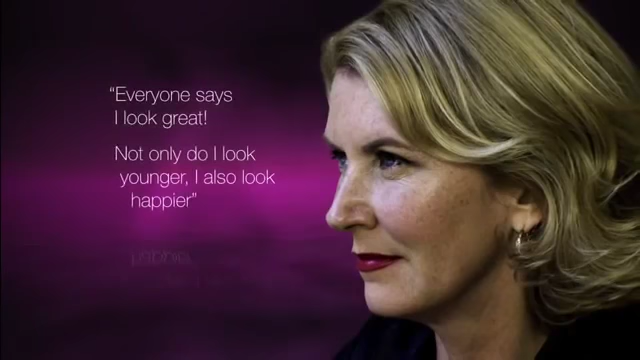 “Everyone says
I look great!
Not only do I look
younger, I also look
happier”